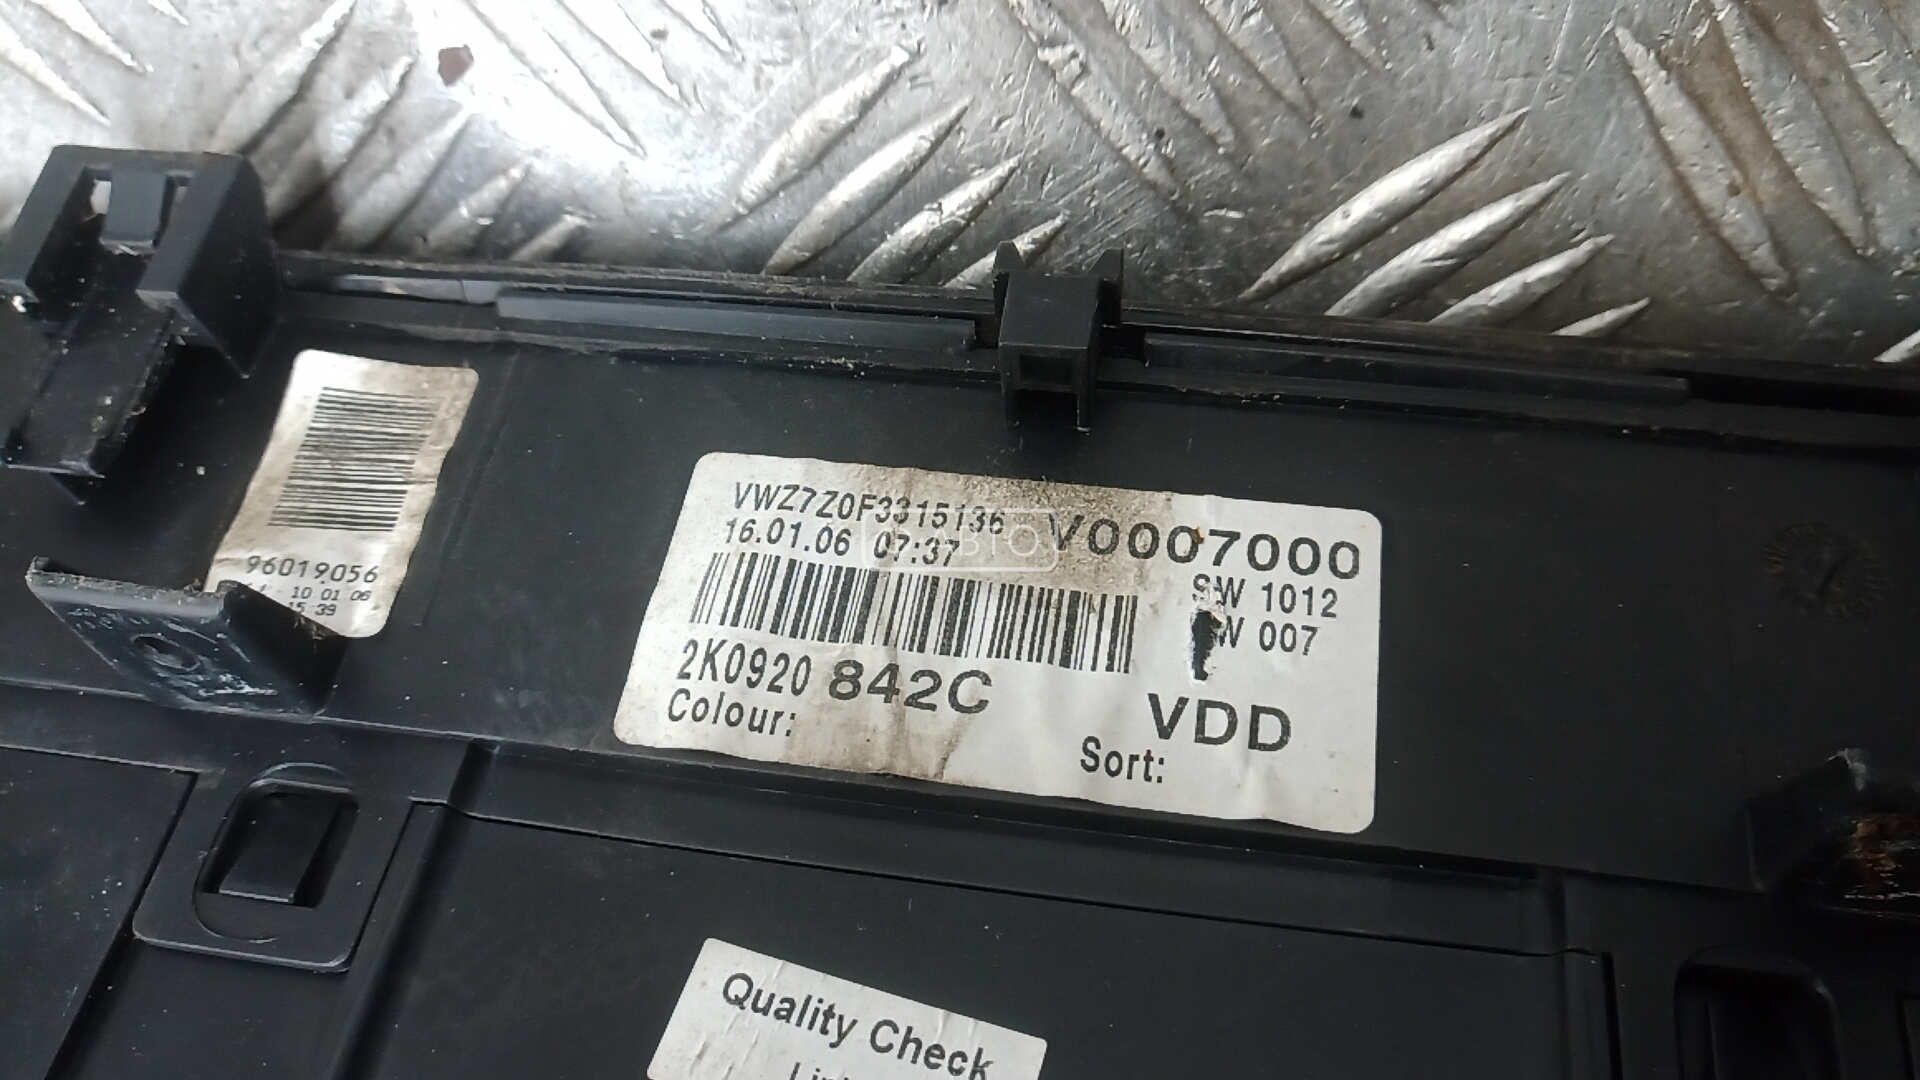 96019056
10 01 06
15:39
VWZ7Z0F3315136 V0007000
16.01.06 07:37
SW 1012
W 007
2K0920 842C VDD
Colour: Sort:
Quality Check